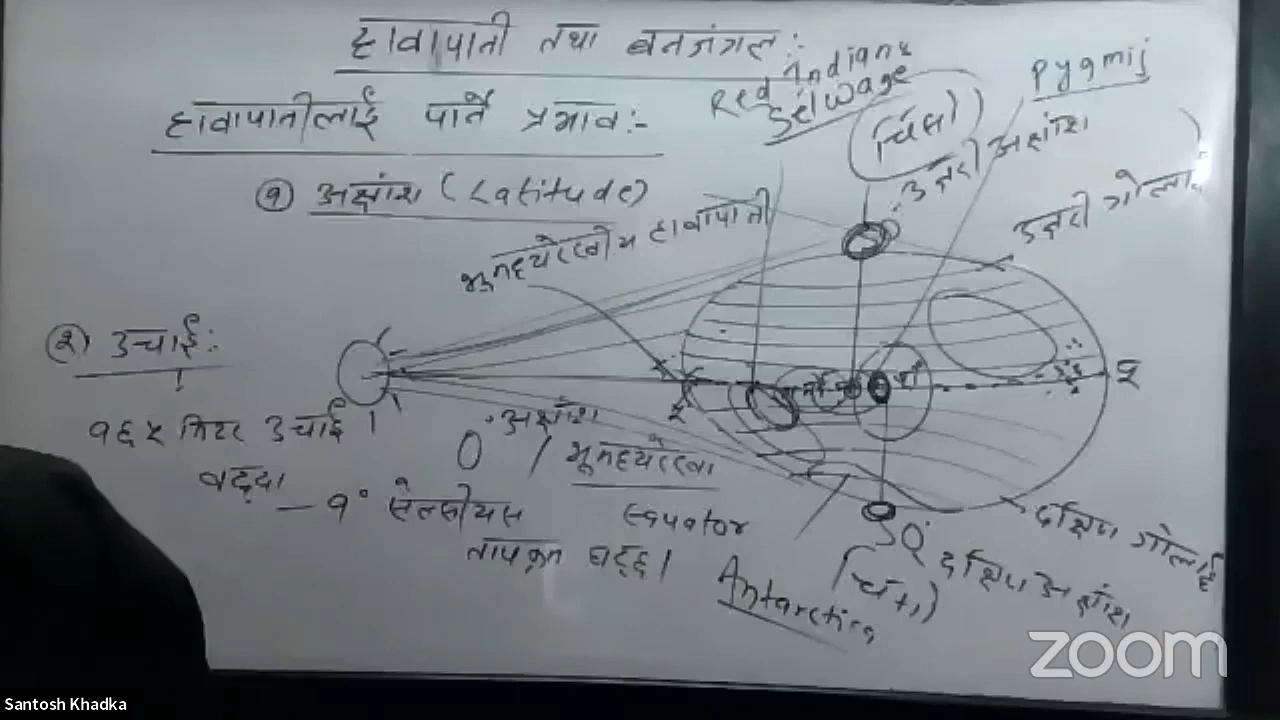 हावापानी तथा बनजंगल :-
हावापानीलाई पार्ने प्रभाव :-
Red Indians
Selwage
Pygmij
(चिसो)
उत्तरी अक्षांश
उत्तरी गोलार्द्ध
१) अक्षांश (Latitude)
भूमध्यरेखीय हावापानी
२) उचाई :-
१६५ मिटर उचाई ।
बढ्दा
— १° सेल्सीयस
तापक्रम घट्छ ।
0° अक्षांश / भूमध्यरेखा
Equator
Antarctica
90°
दक्षिण अक्षांश
दक्षिण गोलार्द्ध
zoom
Santosh Khadka